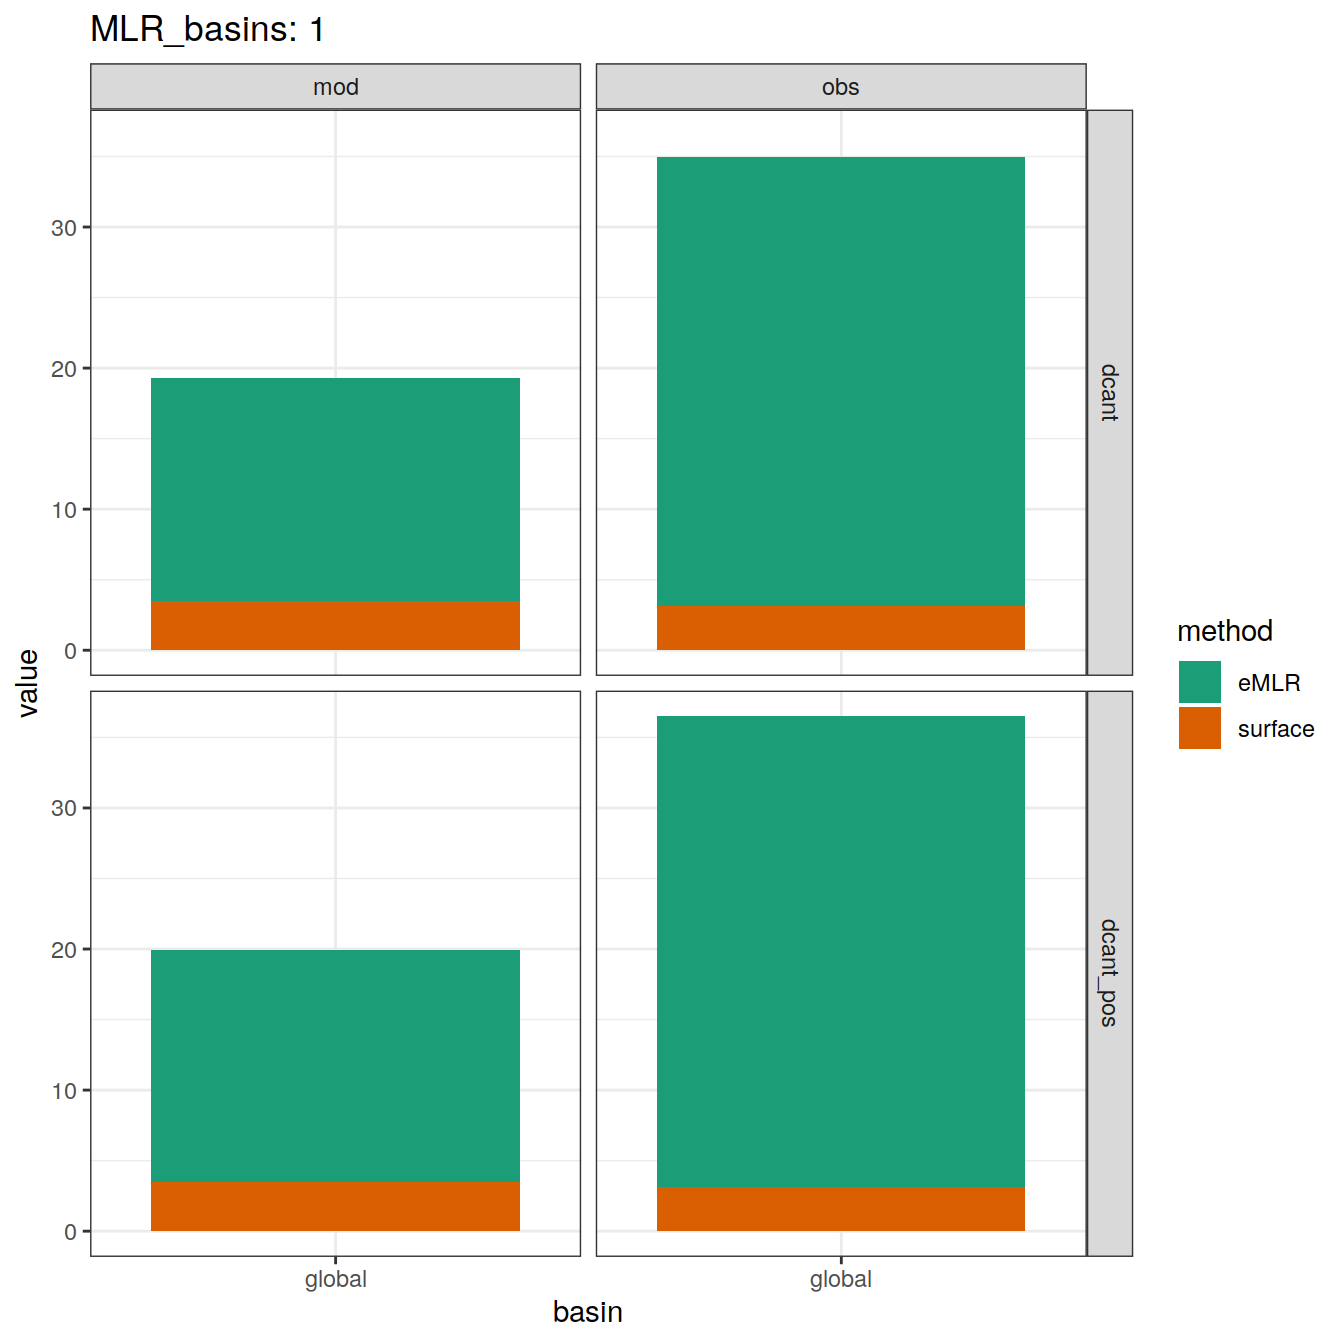 MLR_basins: 1
mod
obs
30
20
10
0
dcant
30
20
10
0
dcant_pos
value
global
global
basin
method
eMLR
surface